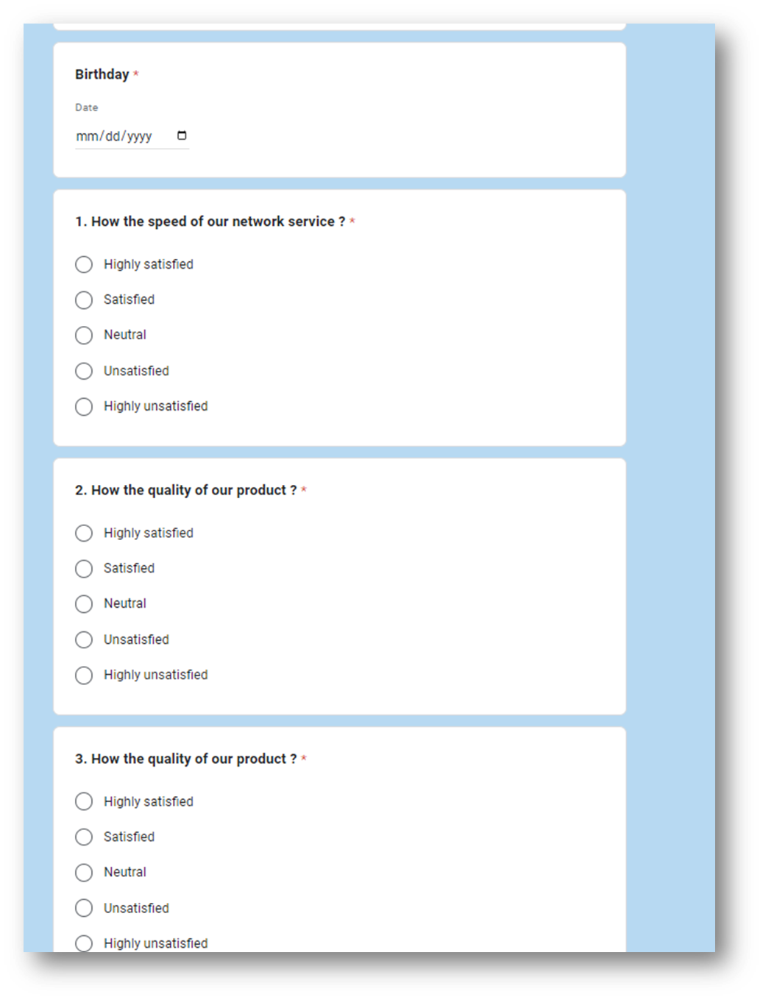 Birthday *
Date
mm/dd/yyyy
1. How the speed of our network service ? *
Highly satisfied
Satisfied
Neutral
Unsatisfied
Highly unsatisfied
2. How the quality of our product ? *
Highly satisfied
Satisfied
Neutral
Unsatisfied
Highly unsatisfied
3. How the quality of our product ? *
Highly satisfied
Satisfied
Neutral
Unsatisfied
Highly unsatisfied